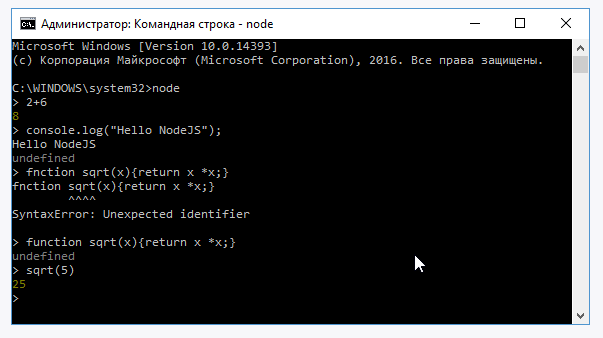 Администратор: Командная строка - node
Microsoft Windows [Version 10.0.14393]
(c) Корпорация Майкрософт (Microsoft Corporation), 2016. Все права защищены.
C:\WINDOWS\system32>node
> 2+6
8
> console.log("Hello NodeJS");
Hello NodeJS
undefined
> fnction sqrt(x){return x *x;}
fnction sqrt(x){return x *x;}
        ^^^^
SyntaxError: Unexpected identifier
> function sqrt(x){return x *x;}
undefined
> sqrt(5)
25
>